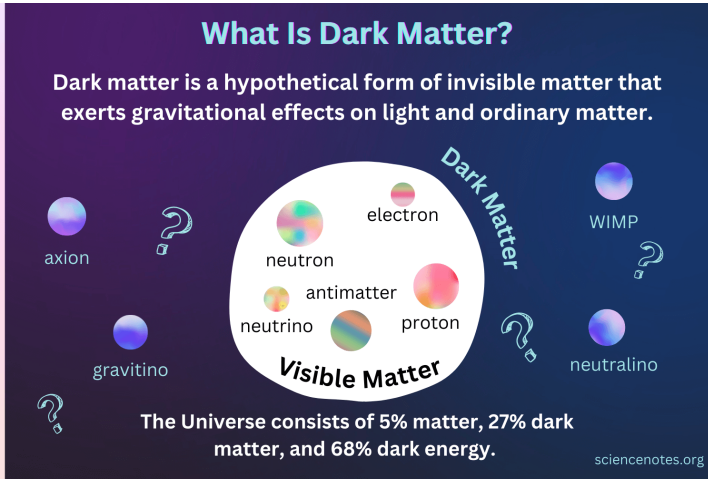 What Is Dark Matter?
Dark matter is a hypothetical form of invisible matter that
exerts gravitational effects on light and ordinary matter.
Dark Matter
electron
WIMP
axion
neutron
antimatter
neutrino
proton
gravitino
neutralino
Visible Matter
The Universe consists of 5% matter, 27% dark
matter, and 68% dark energy.
sciencenotes.org